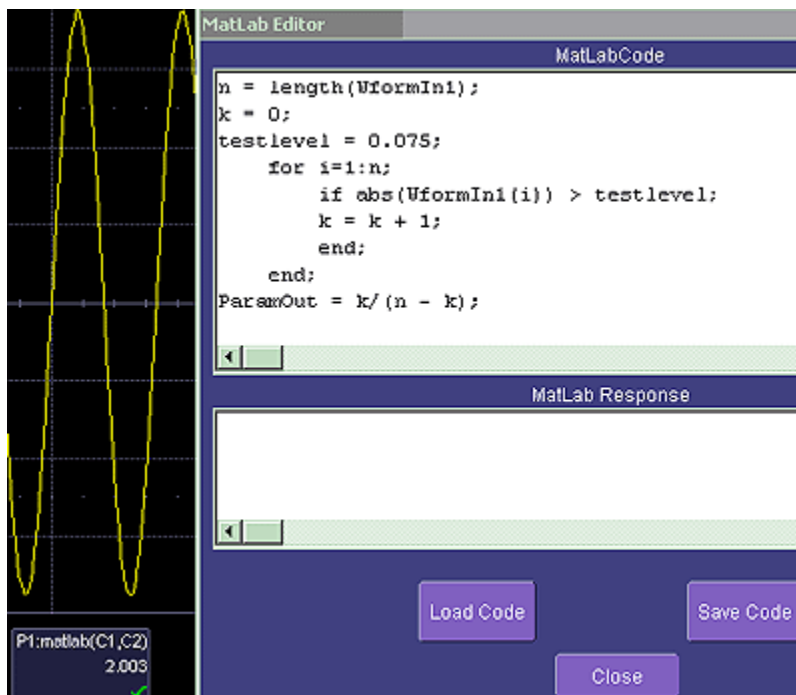 MatLab Editor
MatLabCode
n = length(WformIn1);
k = 0;
testlevel = 0.075;
for i=1:n;
if abs(WformIn1(i)) > testlevel;
k = k + 1;
end;
end;
ParamOut = k/(n - k);
MatLab Response
Load Code
Save Code
Close
P1:matlab(C1,C2)
2.003